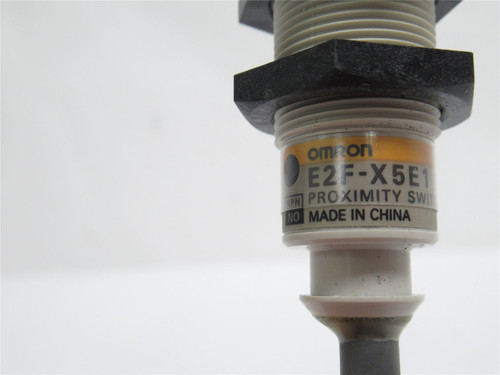 OMRON
E2F-X5E1
PROXIMITY SWIT
PN
NO MADE IN CHINA